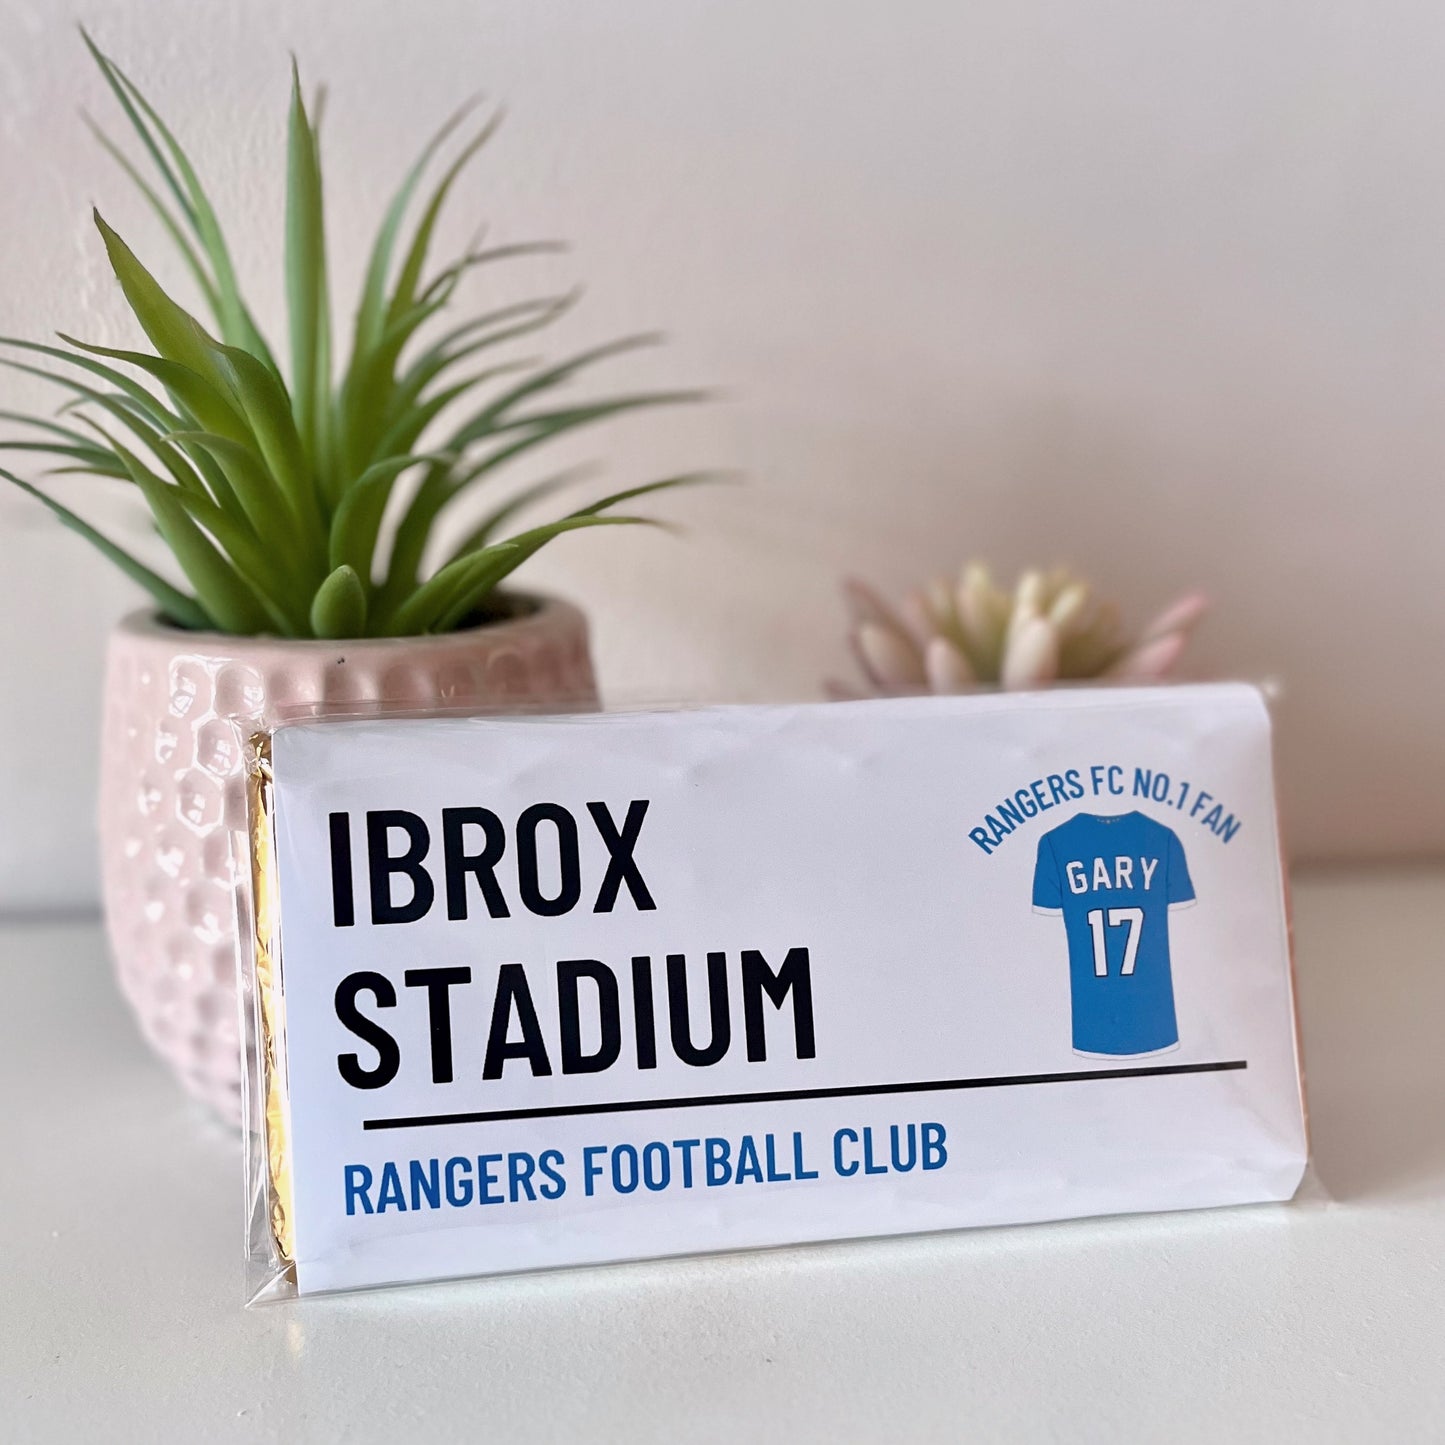 IBROX
STADIUM
RANGERS FOOTBALL CLUB
RANGERS FC NO.1 FAN
GARY
17